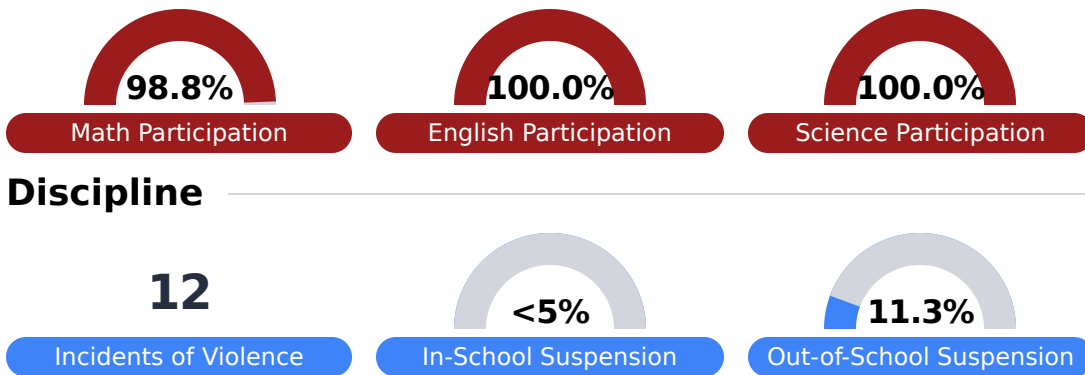 98.8% 100.0% 100.0%
Math Participation English Participation Science Participation
Discipline
12 <5% 11.3%
Incidents of Violence In-School Suspension Out-of-School Suspension